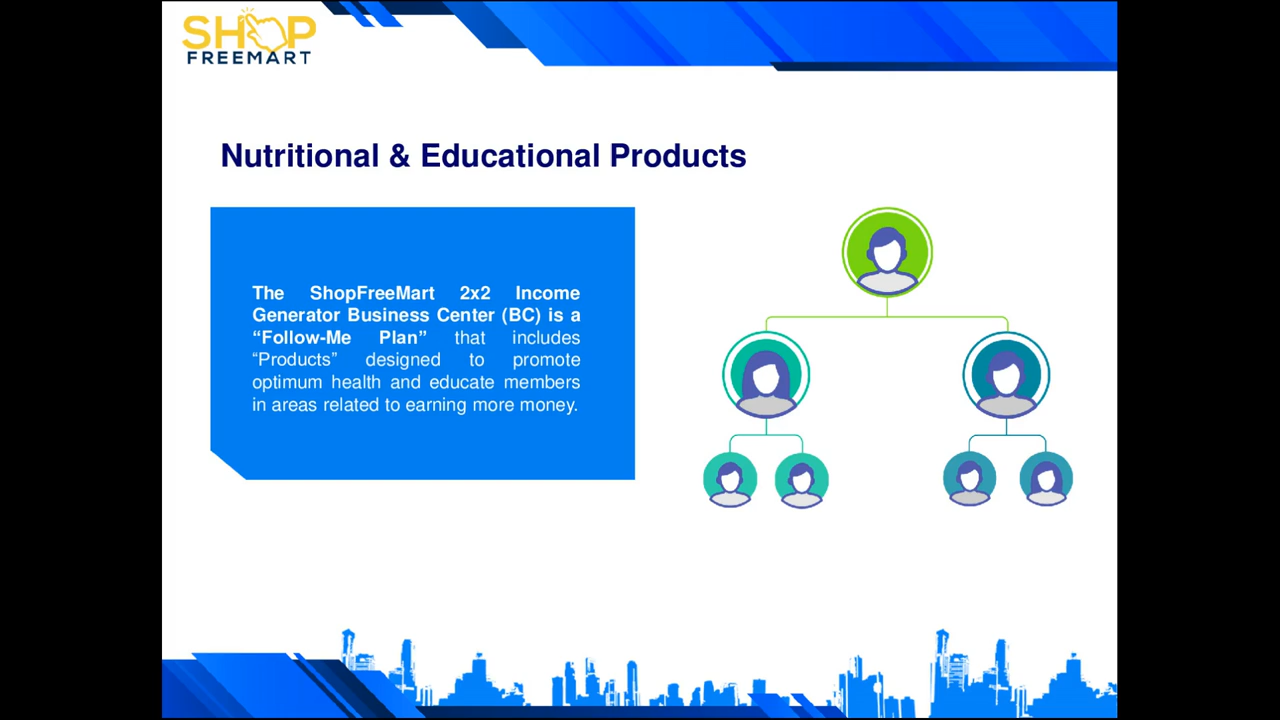 SHOP
FREEMART
Nutritional & Educational Products
The ShopFreeMart 2x2 Income
Generator Business Center (BC) is a
“Follow-Me Plan” that includes
“Products” designed to promote
optimum health and educate members
in areas related to earning more money.